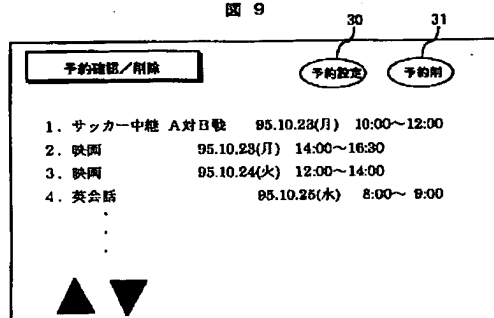 図 9
30 31
予約確認/削除 予約設定 予約削
1. サッカー中継 A対B戦 95.10.23(月) 10:00~12:00
2. 映画 95.10.23(月) 14:00~16:30
3. 映画 95.10.24(火) 12:00~14:00
4. 英会話 95.10.25(水) 8:00~ 9:00